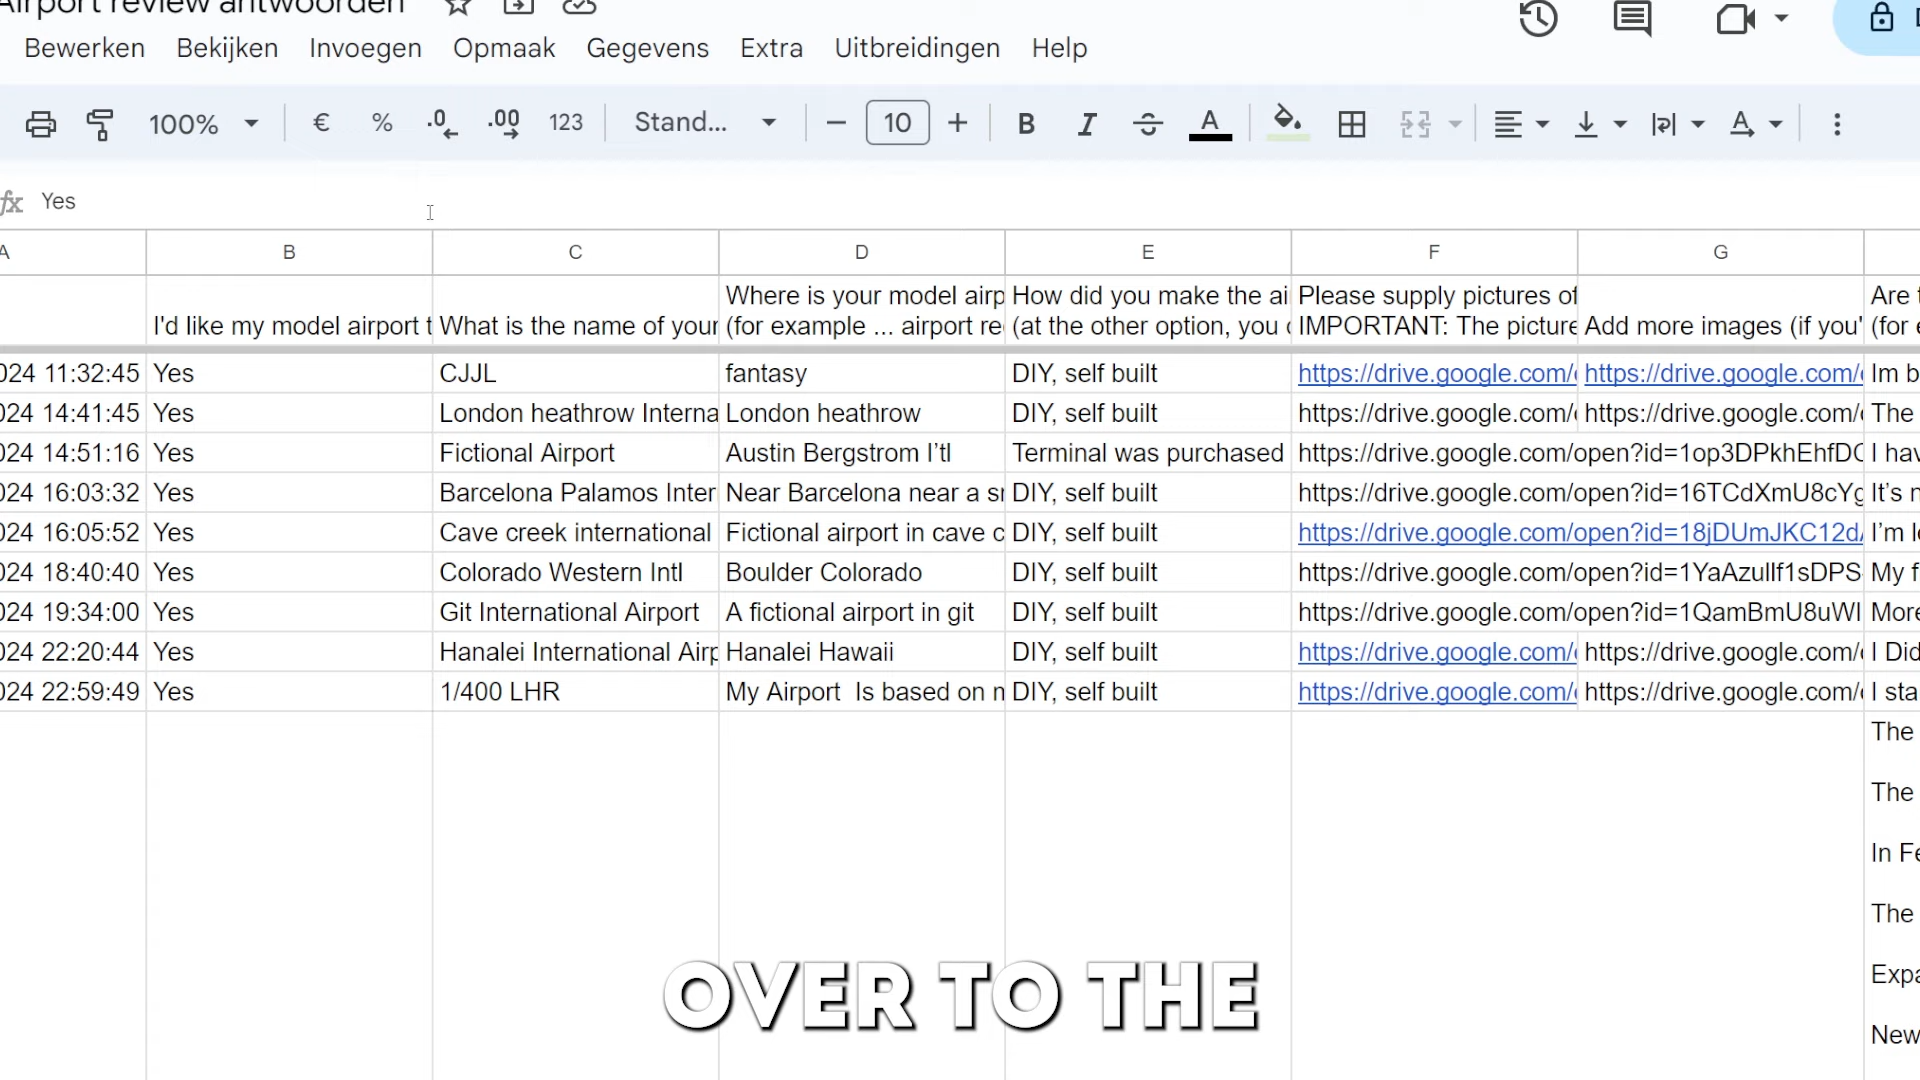 Airport review antwoorden
Bewerken Bekijken Invoegen Opmaak Gegevens Extra Uitbreidingen Help
100% € % .0 .00 123 Stand... 10 B I A A
fx Yes
A B C D E F G
Where is your model airp How did you make the ai Please supply pictures of Are
I'd like my model airport t What is the name of your (for example ... airport re (at the other option, you IMPORTANT: The picture Add more images (if you' (for e
024 11:32:45 Yes CJJL fantasy DIY, self built https://drive.google.com/ https://drive.google.com/ Im b
024 14:41:45 Yes London heathrow Interna London heathrow DIY, self built https://drive.google.com/ https://drive.google.com/ The
024 14:51:16 Yes Fictional Airport Austin Bergstrom I’tl Terminal was purchased https://drive.google.com/open?id=1op3DPkhEhfDC I hav
024 16:03:32 Yes Barcelona Palamos Inter Near Barcelona near a sr DIY, self built https://drive.google.com/open?id=16TCdXmU8cYg It’s n
024 16:05:52 Yes Cave creek international Fictional airport in cave c DIY, self built https://drive.google.com/open?id=18jDUmJKC12d I’m l
024 18:40:40 Yes Colorado Western Intl Boulder Colorado DIY, self built https://drive.google.com/open?id=1YaAzulIf1sDPS My f
024 19:34:00 Yes Git International Airport A fictional airport in git DIY, self built https://drive.google.com/open?id=1QamBmU8uWI More
024 22:20:44 Yes Hanalei International Airp Hanalei Hawaii DIY, self built https://drive.google.com/ https://drive.google.com/ I Did
024 22:59:49 Yes 1/400 LHR My Airport Is based on n DIY, self built https://drive.google.com/ https://drive.google.com/ I sta
The
The
In Fe
The
Expa
New
OVER TO THE